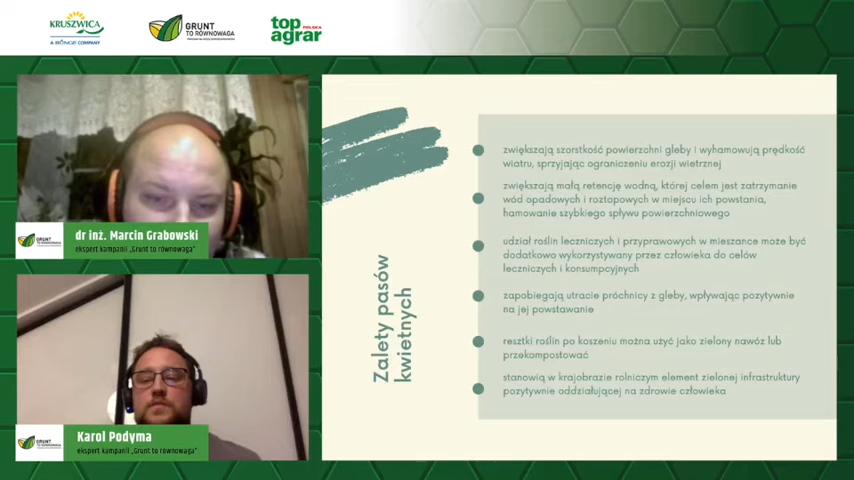 KRUSZWICA
A BUNGE COMPANY
GRUNT
TO RÓWNOWAGA
top
POLSKA
agrar
dr inż. Marcin Grabowski
ekspert kampanii „Grunt to równowaga"
Karol Podyma
ekspert kampanii „Grunt to równowaga"
Zalety pasów
kwietnych
zwiększają szorstkość powierzchni gleby i wyhamowują prędkość
wiatru, sprzyjając ograniczeniu erozji wietrznej
zwiększają małą retencję wodną, której celem jest zatrzymanie
wód opadowych i roztopowych w miejscu ich powstania,
hamowanie szybkiego spływu powierzchniowego
udział roślin leczniczych i przyprawowych w mieszance może być
dodatkowo wykorzystywany przez człowieka do celów
leczniczych i konsumpcyjnych
zapobiegają utracie próchnicy z gleby, wpływając pozytywnie
na jej powstawanie
resztki roślin po koszeniu można użyć jako zielony nawóz lub
przekompostować
stanowią w krajobrazie rolniczym element zielonej infrastruktury
pozytywnie oddziałującej na zdrowie człowieka